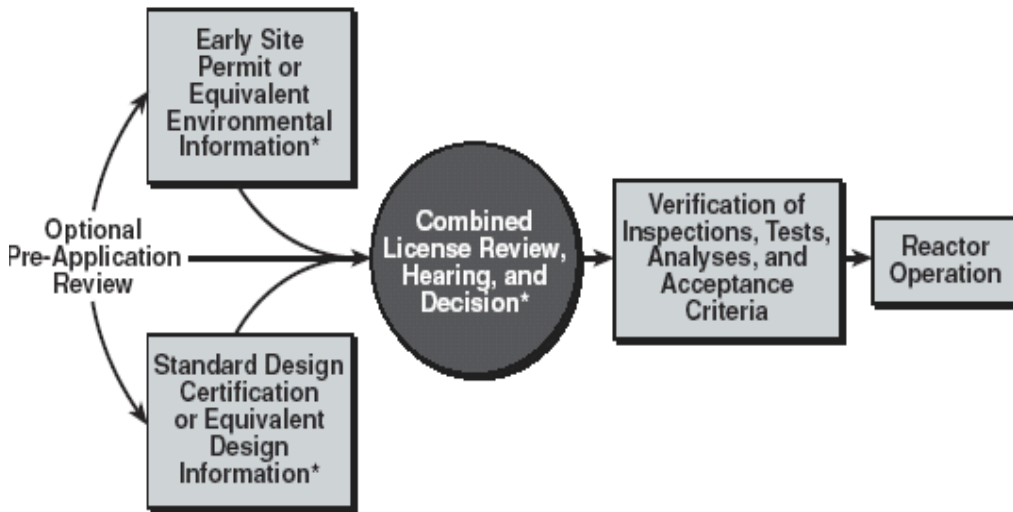 Early Site
Permit or
Equivalent
Environmental
Information*
Optional
Pre-Application
Review
Combined
License Review,
Hearing, and
Decision*
Verification of
Inspections, Tests,
Analyses, and
Acceptance
Criteria
Reactor
Operation
Standard Design
Certification
or Equivalent
Design
Information*